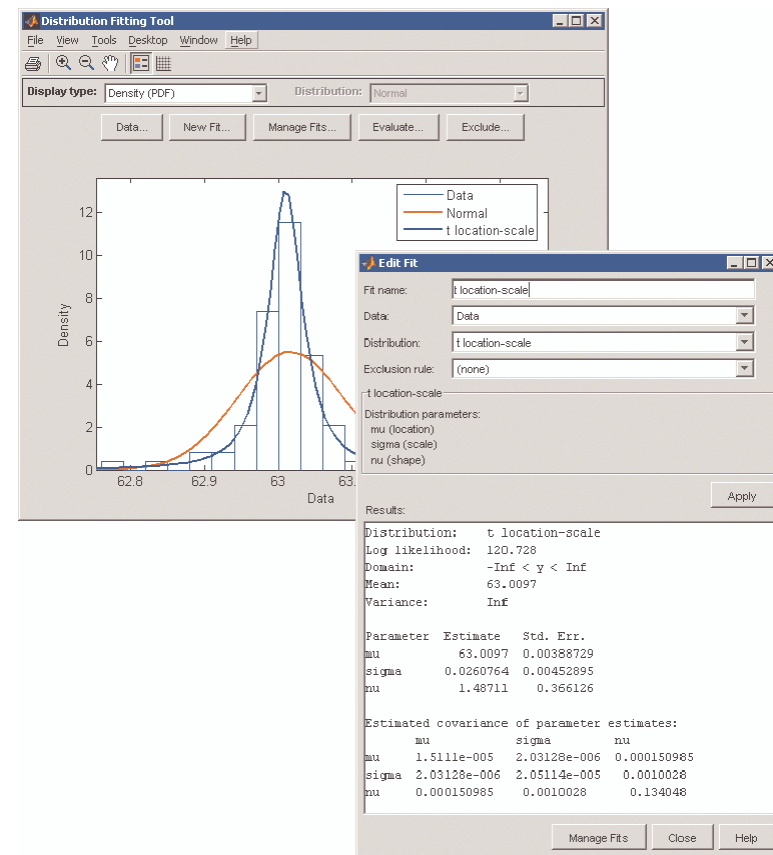 Distribution Fitting Tool
File View Tools Desktop Window Help
Display type: Density (PDF) Distribution: Normal
Data... New Fit... Manage Fits... Evaluate... Exclude...
Data
Normal
t location-scale
12
10
8
6
4
2
0
Density
62.8 62.9 63 63.
Data
Edit Fit
Fit name: t location-scale
Data: Data
Distribution: t location-scale
Exclusion rule: (none)
t location-scale
Distribution parameters:
mu (location)
sigma (scale)
nu (shape)
Apply
Results:
Distribution: t location-scale
Log likelihood: 120.728
Domain: -Inf < y < Inf
Mean: 63.0097
Variance: Inf
Parameter Estimate Std. Err.
mu 63.0097 0.00388729
sigma 0.0260764 0.00452895
nu 1.48711 0.366126
Estimated covariance of parameter estimates:
mu sigma nu
mu 1.5111e-005 2.03128e-006 0.000150985
sigma 2.03128e-006 2.05114e-005 0.0010028
nu 0.000150985 0.0010028 0.134048
Manage Fits Close Help